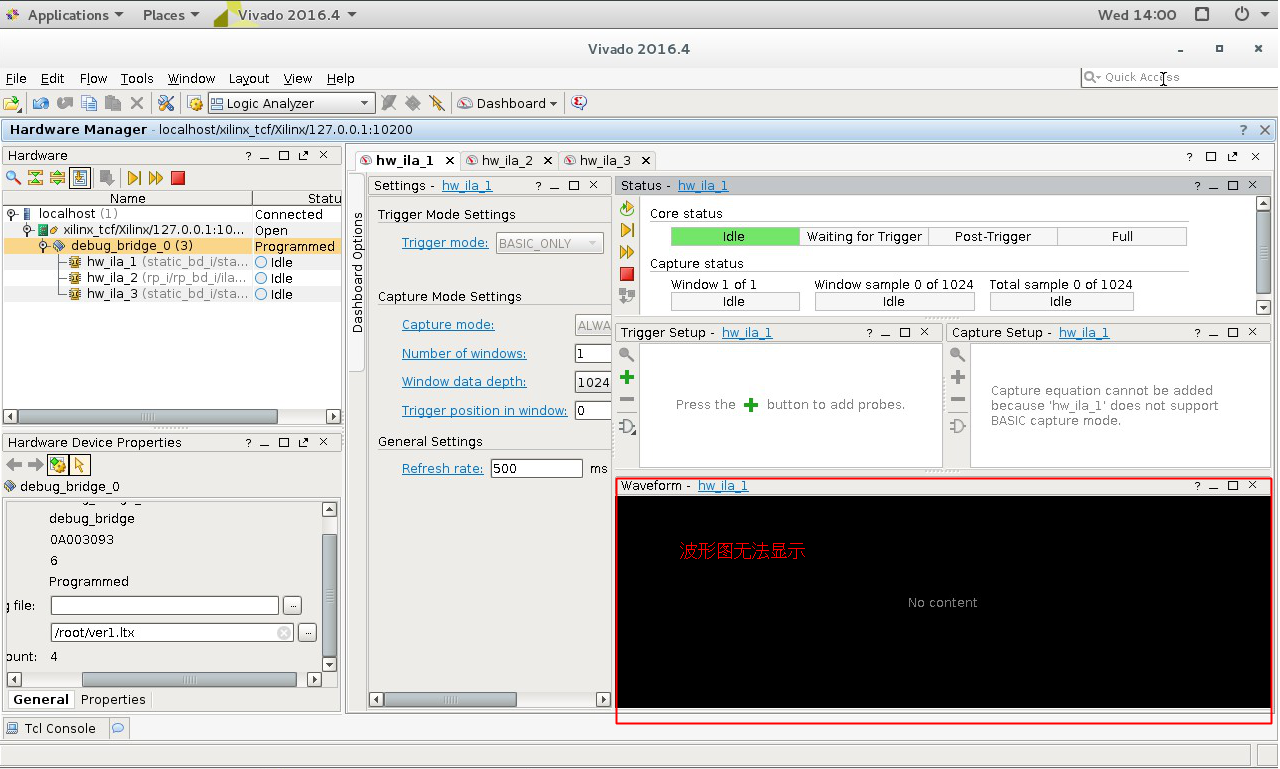 Applications Places Vivado 2016.4 Wed 14:00
Vivado 2016.4
File Edit Flow Tools Window Layout View Help Quick Access
Logic Analyzer Dashboard
Hardware Manager - localhost/xilinx_tcf/Xilinx/127.0.0.1:10200
Hardware
Name Statu
localhost (1) Connected
xilinx_tcf/Xilinx/127.0.0.1:10... Open
debug_bridge_0 (3) Programmed
hw_ila_1 (static_bd_i/sta... Idle
hw_ila_2 (rp_i/rp_bd_i/ila... Idle
hw_ila_3 (static_bd_i/sta... Idle
Hardware Device Properties
debug_bridge_0
debug_bridge
0A003093
Programmed
g file:
/root/ver1.ltx
ount: 4
General Properties
Tcl Console
hw_ila_1 hw_ila_2 hw_ila_3
Dashboard Options
Settings - hw_ila_1
Trigger Mode Settings
Trigger mode: BASIC_ONLY
Capture Mode Settings
Capture mode: ALWA
Number of windows: 1
Window data depth: 1024
Trigger position in window: 0
General Settings
Refresh rate: 500 ms
Status - hw_ila_1
Core status
Idle Waiting for Trigger Post-Trigger Full
Capture status
Window 1 of 1 Window sample 0 of 1024 Total sample 0 of 1024
Idle Idle Idle
Trigger Setup - hw_ila_1
Press the + button to add probes.
Capture Setup - hw_ila_1
Capture equation cannot be added
because 'hw_ila_1' does not support
BASIC capture mode.
Waveform - hw_ila_1
波形图无法显示
No content